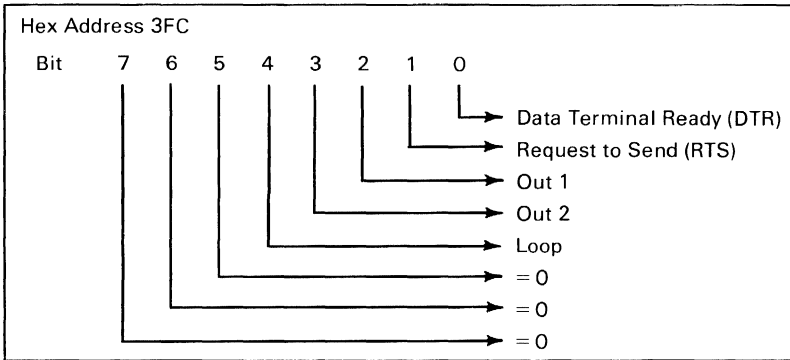 Hex Address 3FC
Bit 7 6 5 4 3 2 1 0
Data Terminal Ready (DTR)
Request to Send (RTS)
Out 1
Out 2
Loop
= 0
= 0
= 0